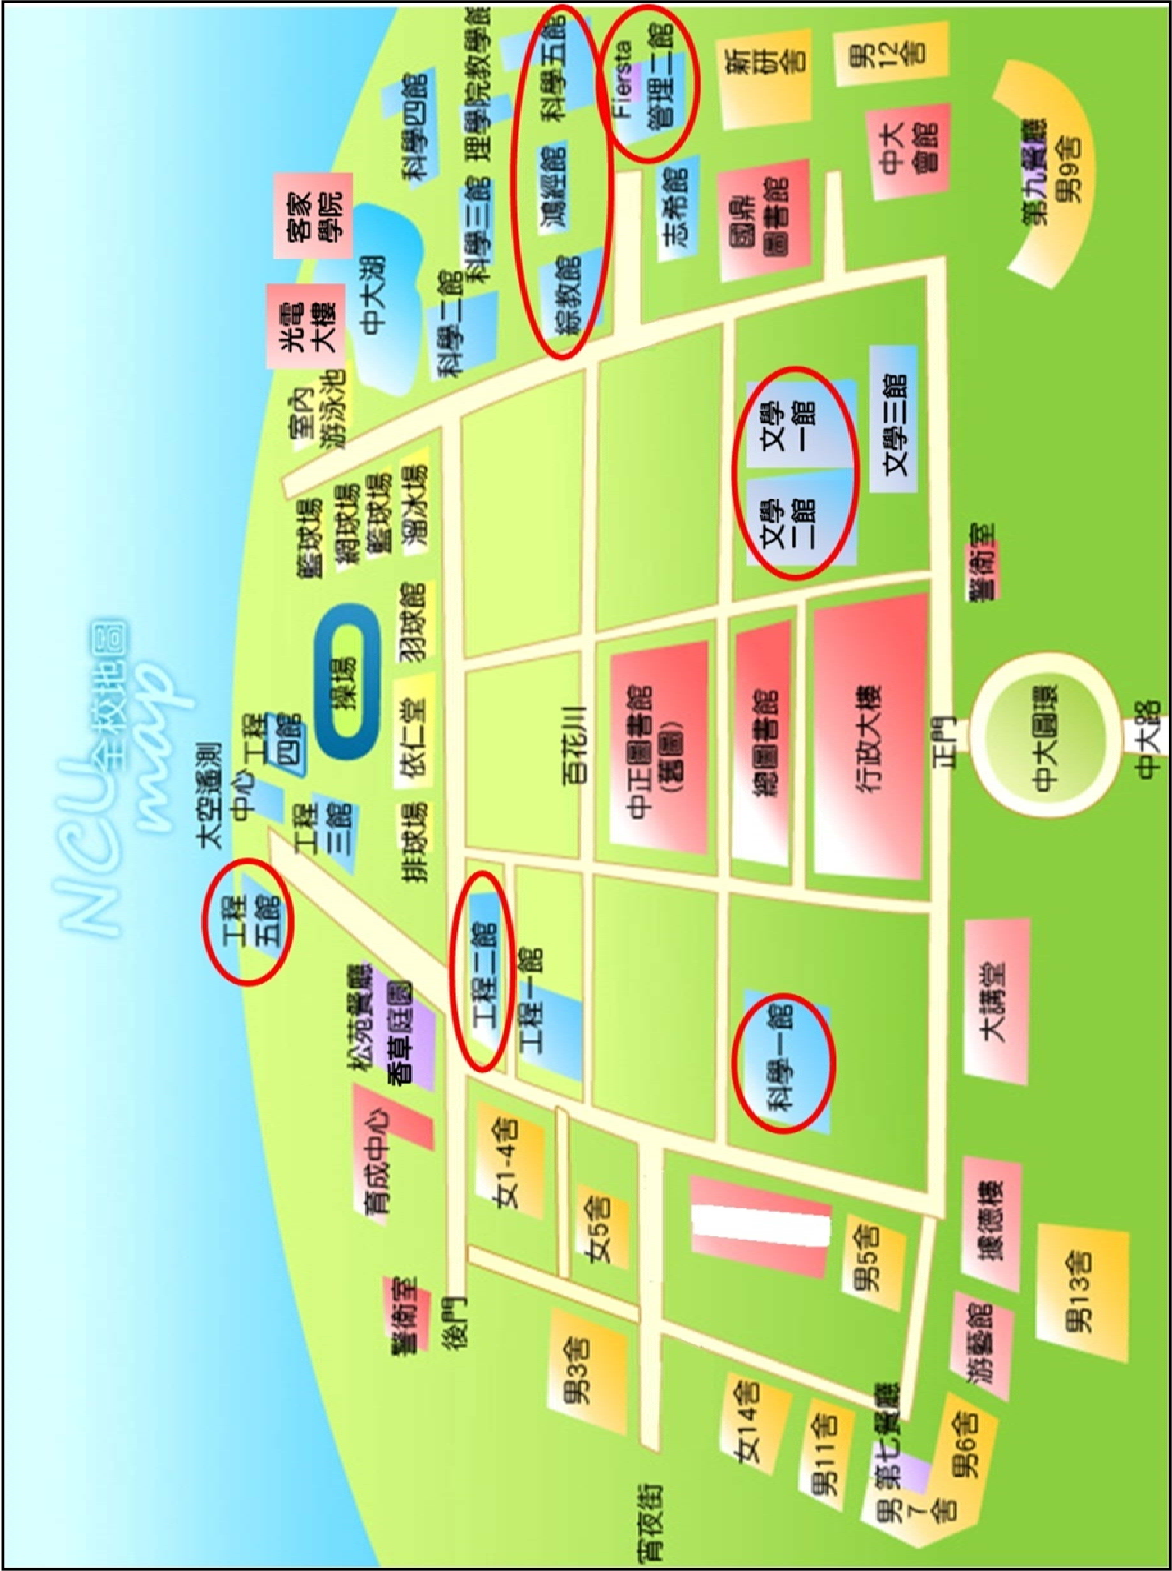 NCU全校地圖
map
太空遙測
中心
工程
五館
工程
四館
工程
三館
室內
游泳池
光電
大樓
客家
學院
籃球場
網球場
籃球場
溜冰場
操場
松苑餐廳
香草庭園
育成中心
中大湖
警衛室
後門
排球場
依仁堂
羽球館
科學四館
科學二館
科學三館
理學院教學館
女1-4舍
工程二館
工程一館
綜教館
鴻經館
科學五館
男3舍
女5舍
百花川
Fiersta
管理二館
宵夜街
中正圖書館
(舊圖)
志希館
女14舍
科學一館
總圖書館
文學
二館
文學
一館
國鼎
圖書館
新研
舍
男11舍
男5舍
行政大樓
文學三館
中大
會館
男12舍
男7
舍
第七餐廳
正門
男6舍
游藝館
據德樓
大講堂
警衛室
男13舍
中大圓環
第九餐廳
男9舍
中大路